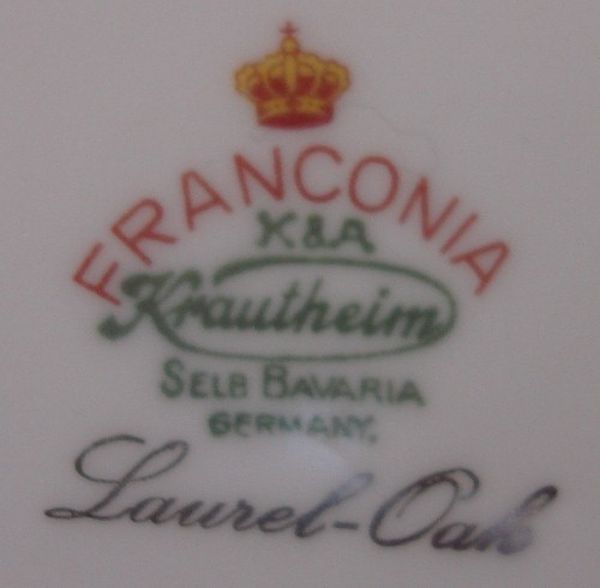 FRANCONIA
K&A
Krautheim
SELB BAVARIA
GERMANY.
Laurel-Oak